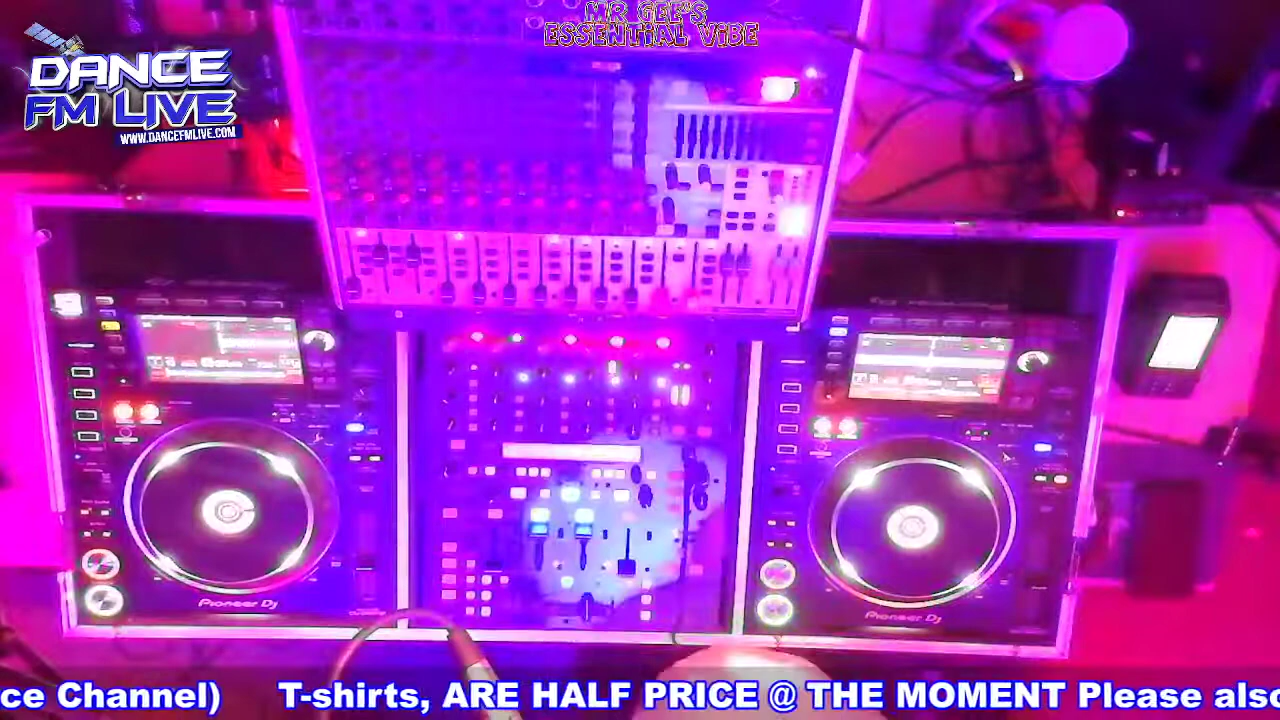 MR GEE'S
ESSENTIAL VIBE
DANCE
FM LIVE
WWW.DANCEFMLIVE.COM
Pioneer Dj
Pioneer Dj
ce Channel) T-shirts, ARE HALF PRICE @ THE MOMENT Please also